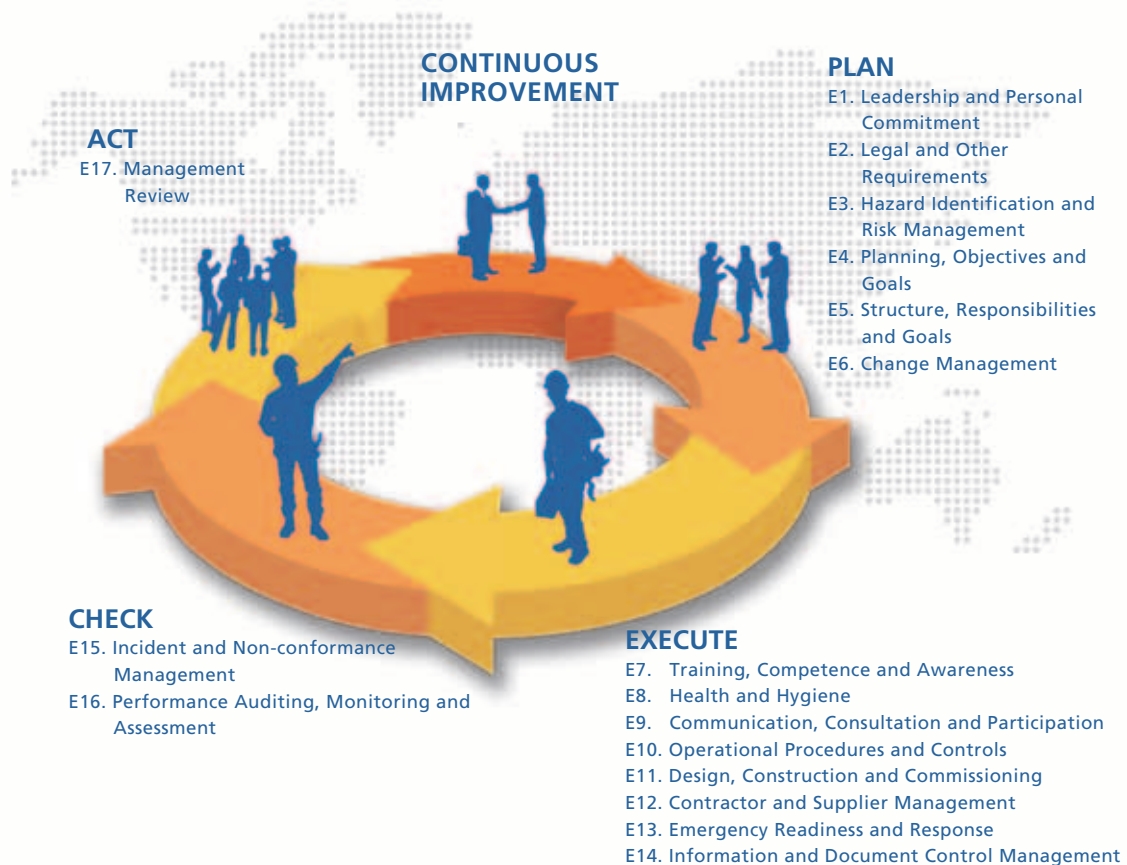 CONTINUOUS
IMPROVEMENT
PLAN
E1. Leadership and Personal
Commitment
E2. Legal and Other
Requirements
E3. Hazard Identification and
Risk Management
E4. Planning, Objectives and
Goals
E5. Structure, Responsibilities
and Goals
E6. Change Management
EXECUTE
E7. Training, Competence and Awareness
E8. Health and Hygiene
E9. Communication, Consultation and Participation
E10. Operational Procedures and Controls
E11. Design, Construction and Commissioning
E12. Contractor and Supplier Management
E13. Emergency Readiness and Response
E14. Information and Document Control Management
CHECK
E15. Incident and Non-conformance
Management
E16. Performance Auditing, Monitoring and
Assessment
ACT
E17. Management
Review